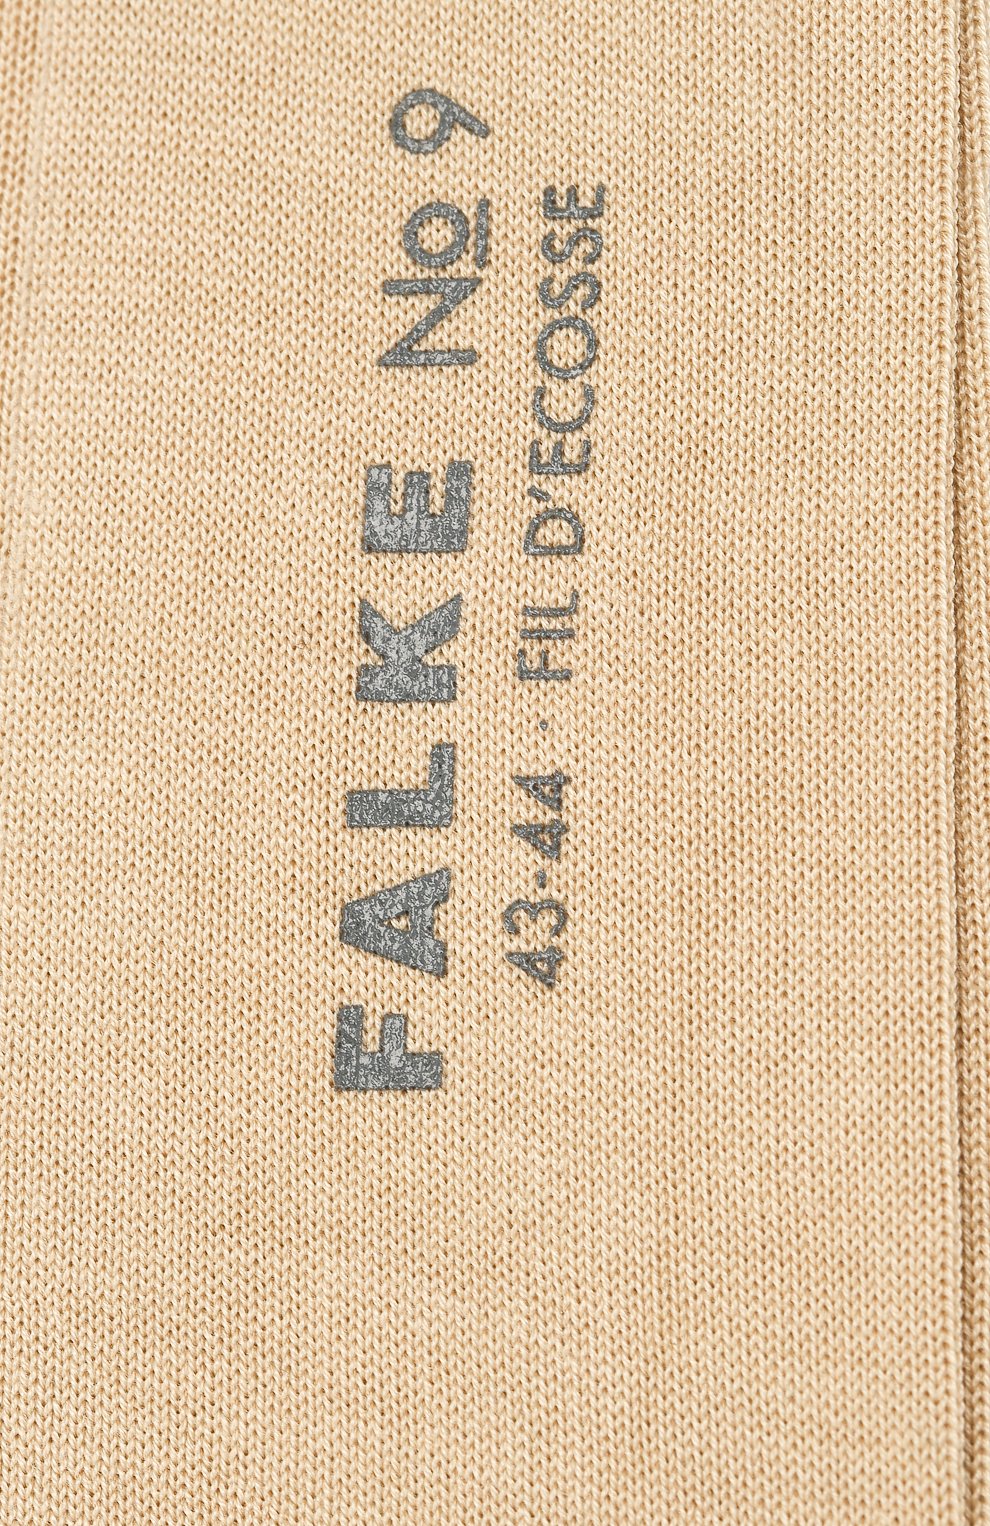 FALKE No 9
43-44 · FIL D'ECOSSE